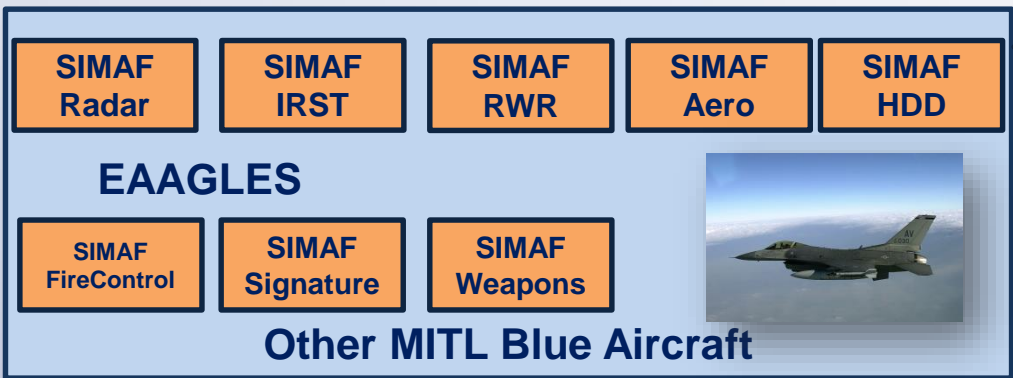 SIMAF
Radar
SIMAF
IRST
SIMAF
RWR
SIMAF
Aero
SIMAF
HDD
EAAGLES
SIMAF
FireControl
SIMAF
Signature
SIMAF
Weapons
AV
Other MITL Blue Aircraft